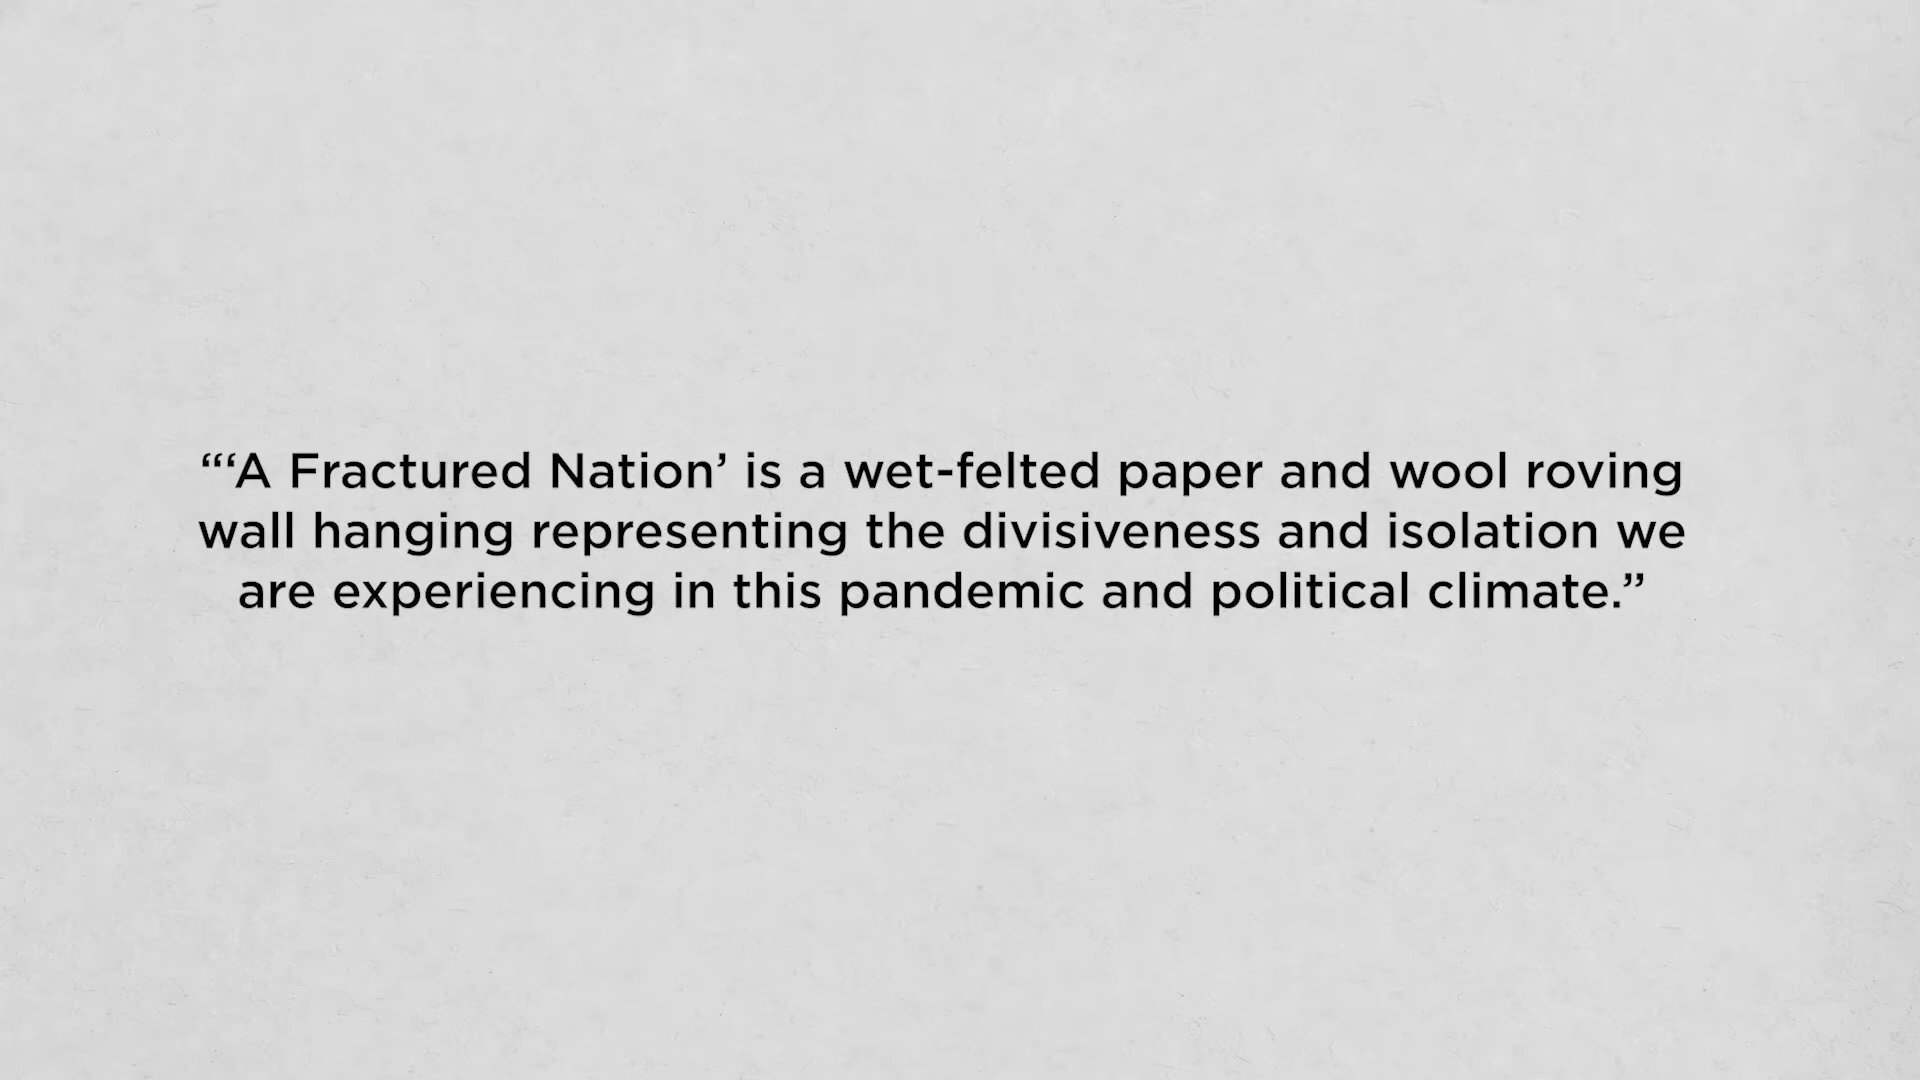 “‘A Fractured Nation’ is a wet-felted paper and wool roving
wall hanging representing the divisiveness and isolation we
are experiencing in this pandemic and political climate.”